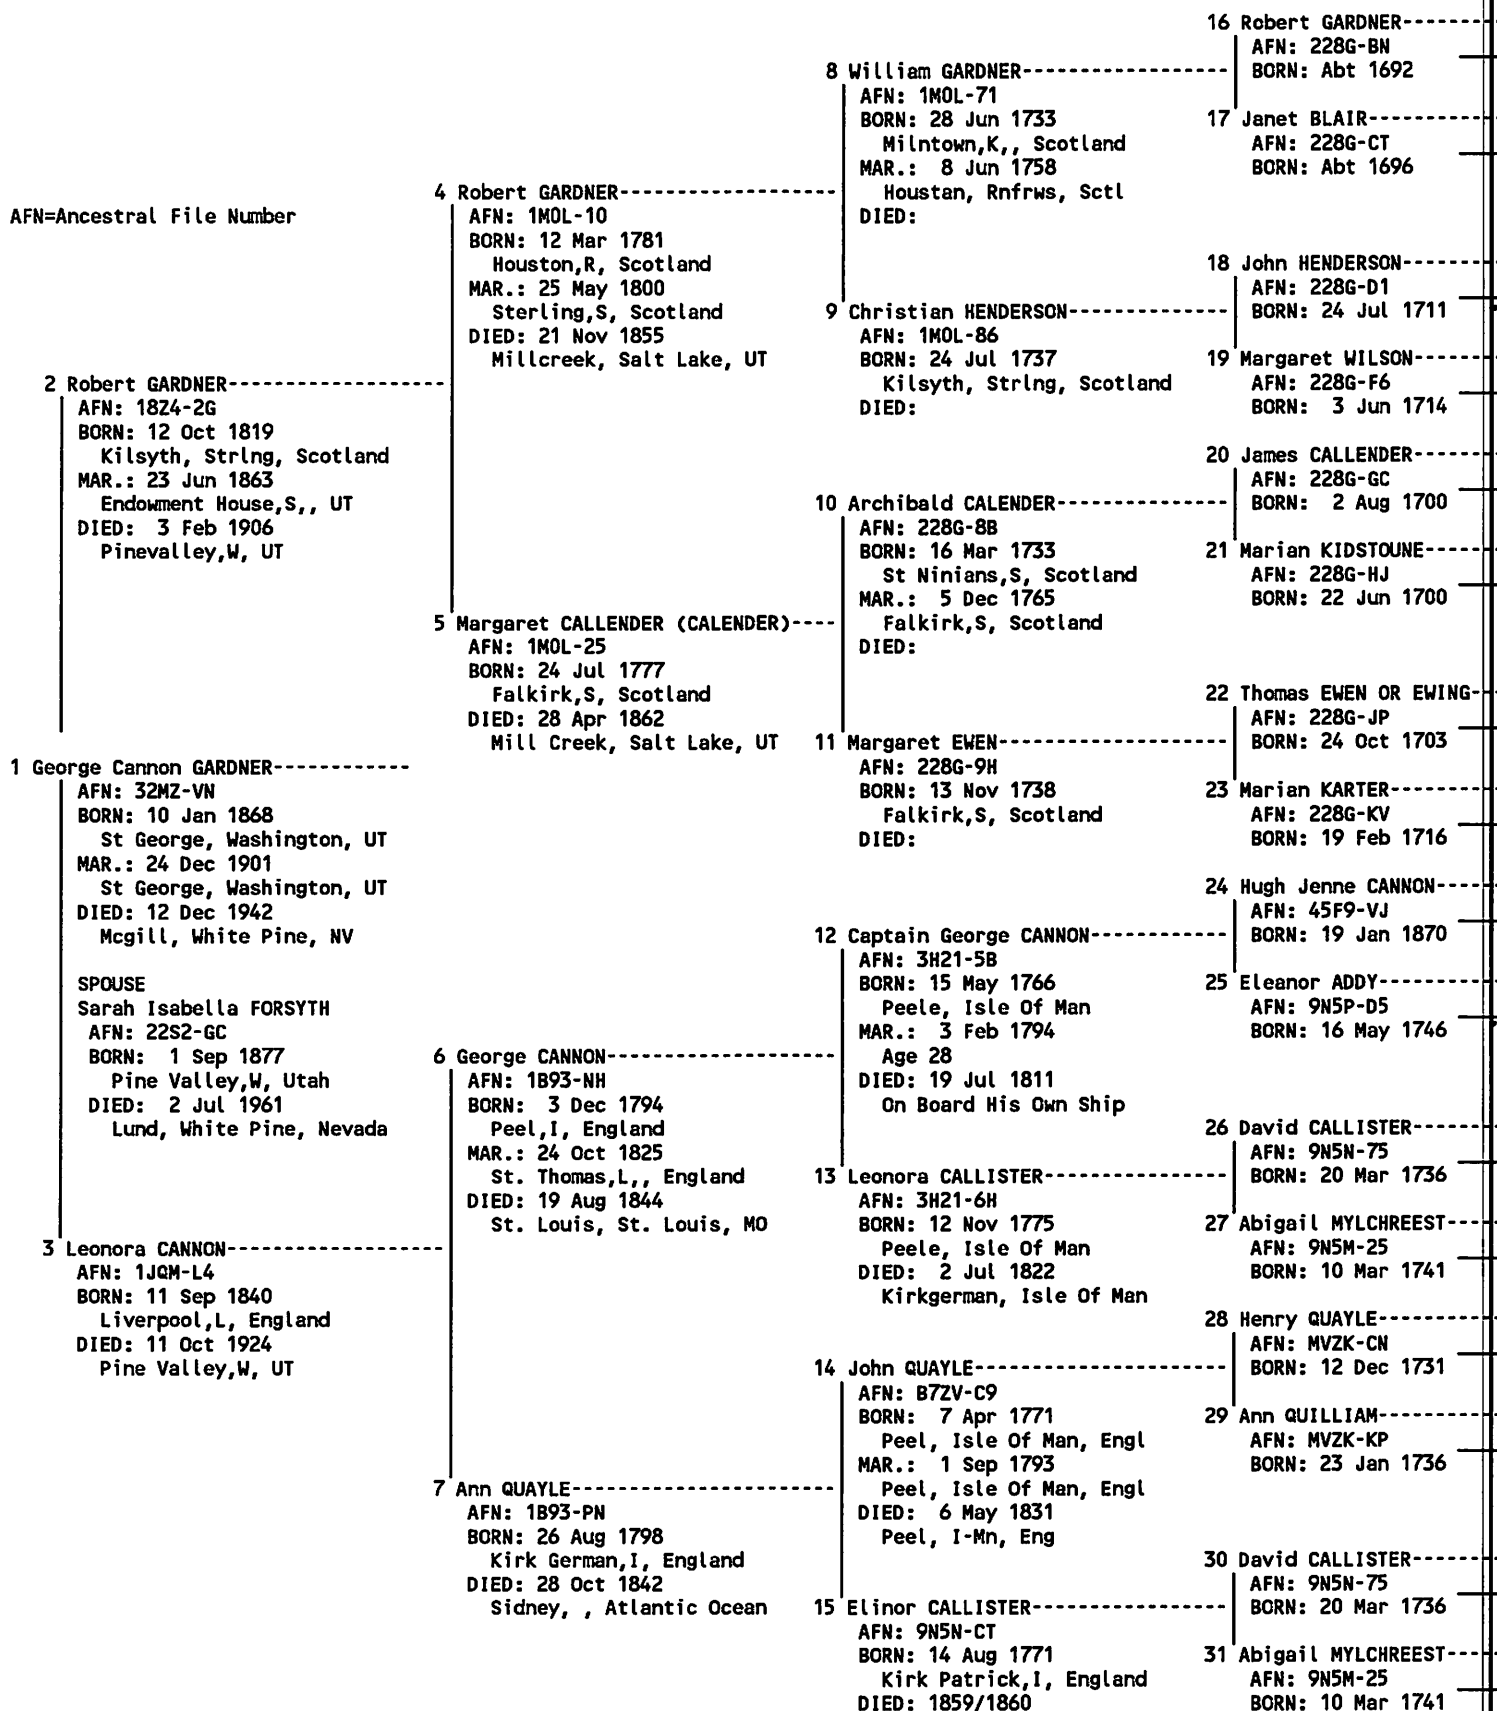 AFN=Ancestral File Number
1 George Cannon GARDNER------------
AFN: 32MZ-VN
BORN: 10 Jan 1868
St George, Washington, UT
MAR.: 24 Dec 1901
St George, Washington, UT
DIED: 12 Dec 1942
Mcgill, White Pine, NV
SPOUSE
Sarah Isabella FORSYTH
AFN: 22S2-GC
BORN: 1 Sep 1877
Pine Valley,W, Utah
DIED: 2 Jul 1961
Lund, White Pine, Nevada
2 Robert GARDNER-------------------
AFN: 18Z4-2G
BORN: 12 Oct 1819
Kilsyth, Strlng, Scotland
MAR.: 23 Jun 1863
Endowment House,S,, UT
DIED: 3 Feb 1906
Pinevalley,W, UT
3 Leonora CANNON-------------------
AFN: 1JQM-L4
BORN: 11 Sep 1840
Liverpool,L, England
DIED: 11 Oct 1924
Pine Valley,W, UT
4 Robert GARDNER-------------------
AFN: 1M0L-10
BORN: 12 Mar 1781
Houston,R, Scotland
MAR.: 25 May 1800
Sterling,S, Scotland
DIED: 21 Nov 1855
Millcreek, Salt Lake, UT
5 Margaret CALLENDER (CALENDER)----
AFN: 1M0L-25
BORN: 24 Jul 1777
Falkirk,S, Scotland
DIED: 28 Apr 1862
Mill Creek, Salt Lake, UT
6 George CANNON--------------------
AFN: 1B93-NH
BORN: 3 Dec 1794
Peel,I, England
MAR.: 24 Oct 1825
St. Thomas,L,, England
DIED: 19 Aug 1844
St. Louis, St. Louis, MO
7 Ann QUAYLE-----------------------
AFN: 1B93-PN
BORN: 26 Aug 1798
Kirk German,I, England
DIED: 28 Oct 1842
Sidney, , Atlantic Ocean
8 William GARDNER------------------
AFN: 1M0L-71
BORN: 28 Jun 1733
Milntown,K,, Scotland
MAR.: 8 Jun 1758
Houstan, Rnfrws, Sctl
DIED:
9 Christian HENDERSON--------------
AFN: 1M0L-86
BORN: 24 Jul 1737
Kilsyth, Strlng, Scotland
DIED:
10 Archibald CALENDER---------------
AFN: 228G-8B
BORN: 16 Mar 1733
St Ninians,S, Scotland
MAR.: 5 Dec 1765
Falkirk,S, Scotland
DIED:
11 Margaret EWEN--------------------
AFN: 228G-9H
BORN: 13 Nov 1738
Falkirk,S, Scotland
DIED:
12 Captain George CANNON------------
AFN: 3H21-5B
BORN: 15 May 1766
Peele, Isle Of Man
MAR.: 3 Feb 1794
Age 28
DIED: 19 Jul 1811
On Board His Own Ship
13 Leonora CALLISTER----------------
AFN: 3H21-6H
BORN: 12 Nov 1775
Peele, Isle Of Man
DIED: 2 Jul 1822
Kirkgerman, Isle Of Man
14 John QUAYLE----------------------
AFN: B7ZV-C9
BORN: 7 Apr 1771
Peel, Isle Of Man, Engl
MAR.: 1 Sep 1793
Peel, Isle Of Man, Engl
DIED: 6 May 1831
Peel, I-Mn, Eng
15 Elinor CALLISTER-----------------
AFN: 9N5N-CT
BORN: 14 Aug 1771
Kirk Patrick,I, England
DIED: 1859/1860
16 Robert GARDNER-------
AFN: 228G-BN
BORN: Abt 1692
17 Janet BLAIR----------
AFN: 228G-CT
BORN: Abt 1696
18 John HENDERSON-------
AFN: 228G-D1
BORN: 24 Jul 1711
19 Margaret WILSON------
AFN: 228G-F6
BORN: 3 Jun 1714
20 James CALLENDER------
AFN: 228G-GC
BORN: 2 Aug 1700
21 Marian KIDSTOUNE-----
AFN: 228G-HJ
BORN: 22 Jun 1700
22 Thomas EWEN OR EWING-
AFN: 228G-JP
BORN: 24 Oct 1703
23 Marian KARTER--------
AFN: 228G-KV
BORN: 19 Feb 1716
24 Hugh Jenne CANNON----
AFN: 45F9-VJ
BORN: 19 Jan 1870
25 Eleanor ADDY---------
AFN: 9N5P-D5
BORN: 16 May 1746
26 David CALLISTER------
AFN: 9N5N-75
BORN: 20 Mar 1736
27 Abigail MYLCHREEST---
AFN: 9N5M-25
BORN: 10 Mar 1741
28 Henry QUAYLE---------
AFN: MVZK-CN
BORN: 12 Dec 1731
29 Ann QUILLIAM---------
AFN: MVZK-KP
BORN: 23 Jan 1736
30 David CALLISTER------
AFN: 9N5N-75
BORN: 20 Mar 1736
31 Abigail MYLCHREEST---
AFN: 9N5M-25
BORN: 10 Mar 1741